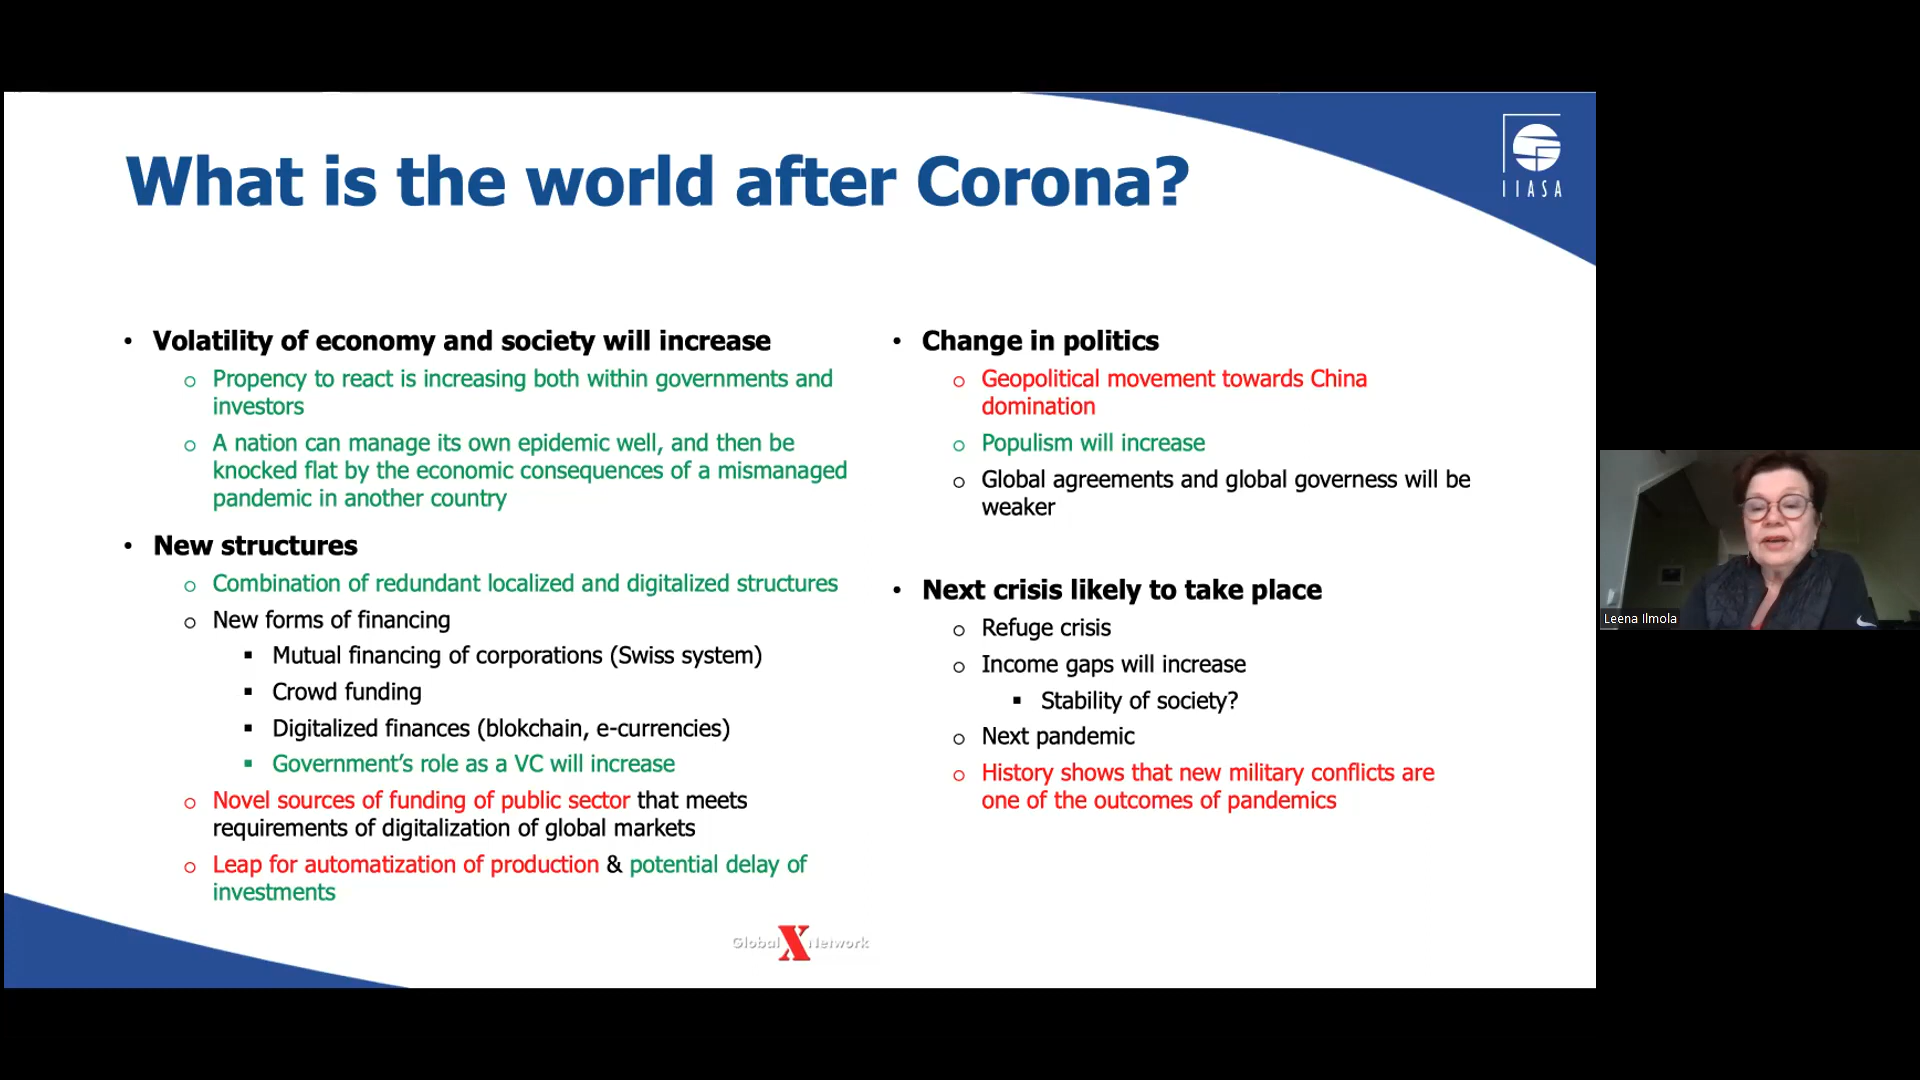 What is the world after Corona?
IIASA
• Volatility of economy and society will increase
o Propency to react is increasing both within governments and
investors
o A nation can manage its own epidemic well, and then be
knocked flat by the economic consequences of a mismanaged
pandemic in another country
• New structures
o Combination of redundant localized and digitalized structures
o New forms of financing
▪ Mutual financing of corporations (Swiss system)
▪ Crowd funding
▪ Digitalized finances (blokchain, e-currencies)
▪ Government’s role as a VC will increase
o Novel sources of funding of public sector that meets
requirements of digitalization of global markets
o Leap for automatization of production & potential delay of
investments
• Change in politics
o Geopolitical movement towards China
domination
o Populism will increase
o Global agreements and global governess will be
weaker
• Next crisis likely to take place
o Refuge crisis
o Income gaps will increase
▪ Stability of society?
o Next pandemic
o History shows that new military conflicts are
one of the outcomes of pandemics
Global X Network
Leena Ilmola